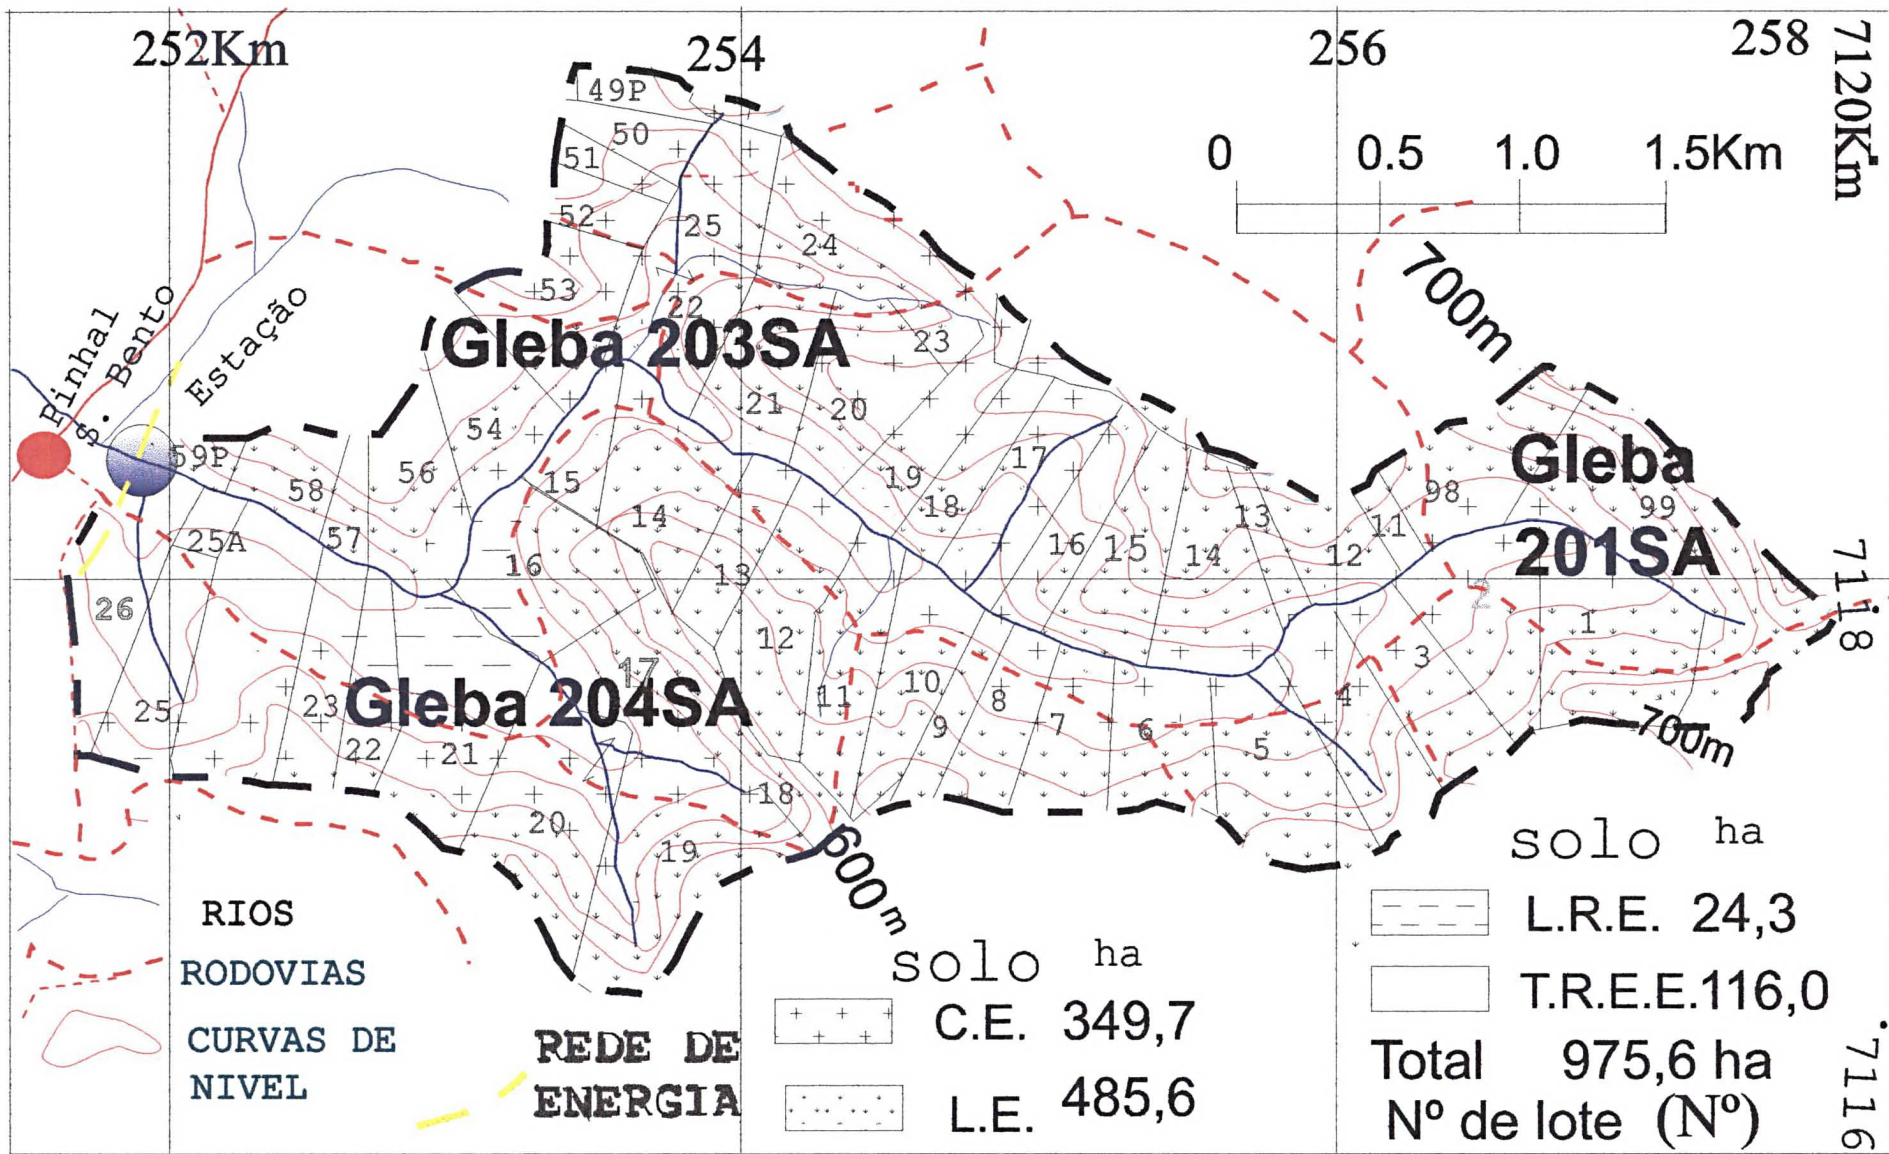 252Km
254
256
258
7120Km
49P
50
51
52
25
24
53
22
23
0
0.5
1.0
1.5Km
700m
Pinhal
S. Bento
Estação
Gleba 203SA
21
20
54
56
59P
58
57
25A
15
14
16
13
19
18
17
16
15
14
13
12
11
98
99
Gleba
201SA
7118
26
25
23
22
21
Gleba 204SA
17
12
11
10
9
8
7
6
5
4
3
2
1
700m
20
19
18
600m
RIOS
RODOVIAS
CURVAS DE
NIVEL
REDE DE
ENERGIA
solo ha
C.E. 349,7
L.E. 485,6
solo ha
L.R.E. 24,3
T.R.E.E. 116,0
Total 975,6 ha
Nº de lote (Nº)
7116